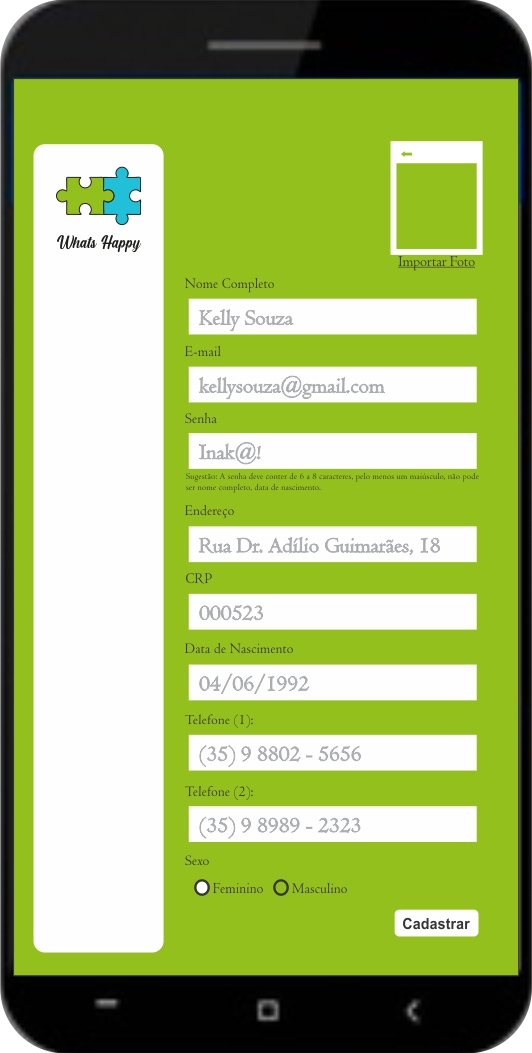 Whats Happy
Importar Foto
Nome Completo
Kelly Souza
E-mail
kellysouza@gmail.com
Senha
Inak@!
Sugestão: A senha deve conter de 6 a 8 caracteres, pelo menos um maiúsculo, não pode
ser nome completo, data de nascimento.
Endereço
Rua Dr. Adílio Guimarães, 18
CRP
000523
Data de Nascimento
04/06/1992
Telefone (1):
(35) 9 8802 - 5656
Telefone (2):
(35) 9 8989 - 2323
Sexo
Feminino Masculino
Cadastrar